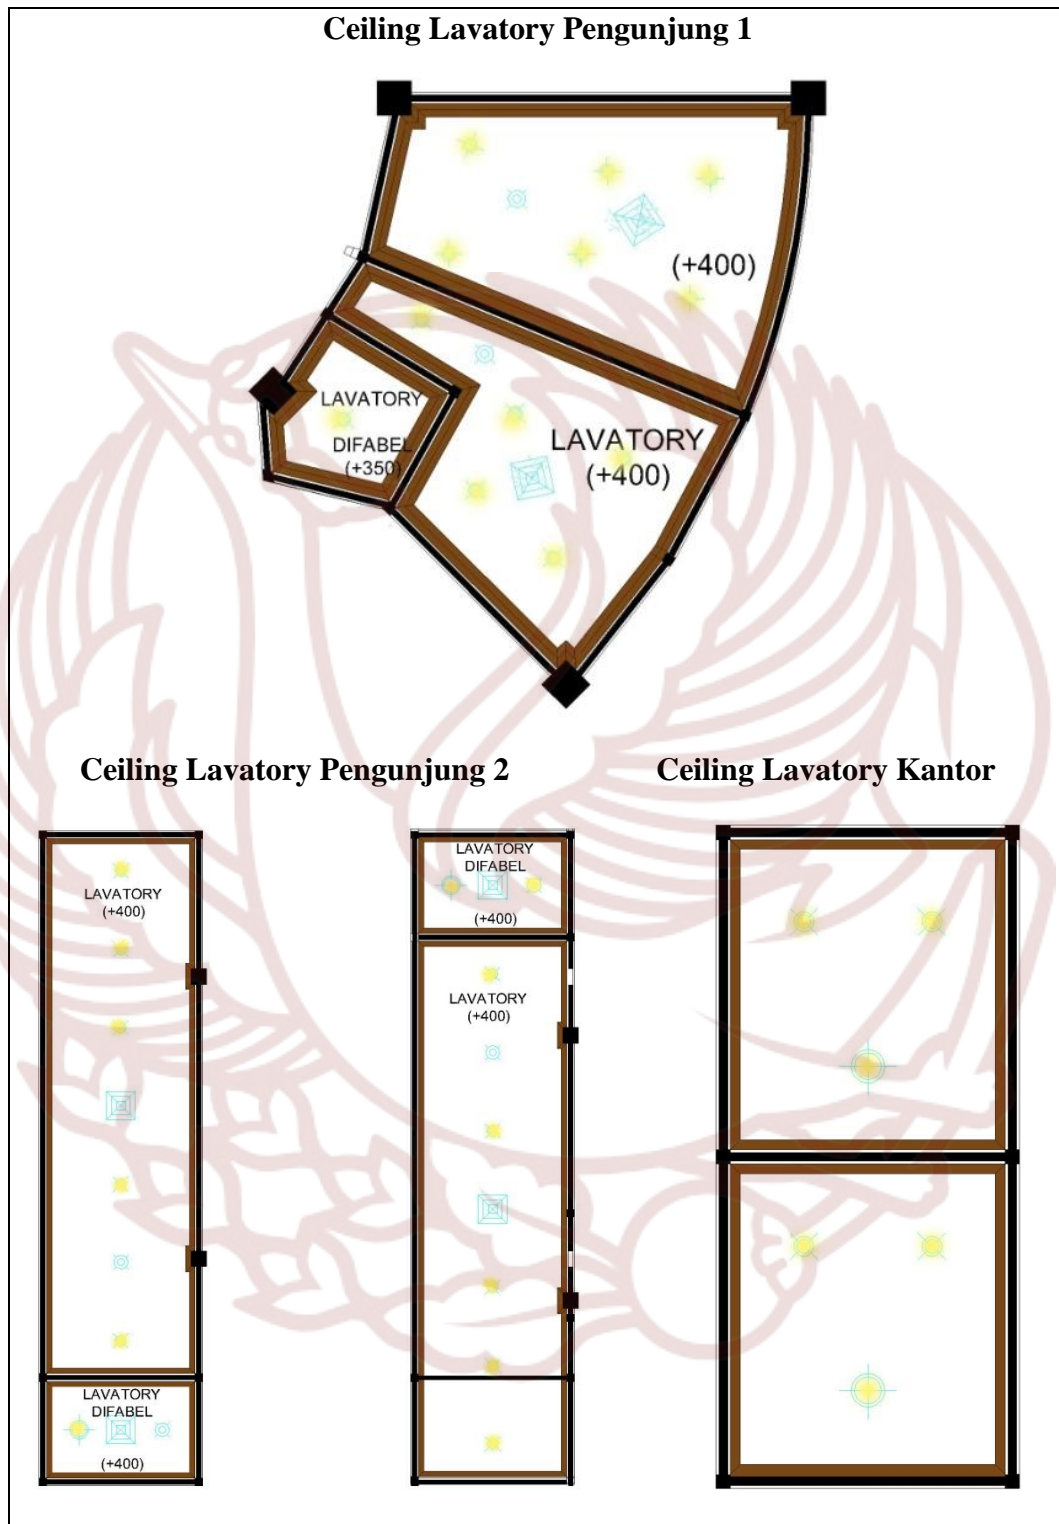 Ceiling Lavatory Pengunjung 1
(+400)
LAVATORY
DIFABEL
(+350)
LAVATORY
(+400)
Ceiling Lavatory Pengunjung 2
Ceiling Lavatory Kantor
LAVATORY
(+400)
LAVATORY
DIFABEL
(+400)
LAVATORY
DIFABEL
(+400)
LAVATORY
(+400)